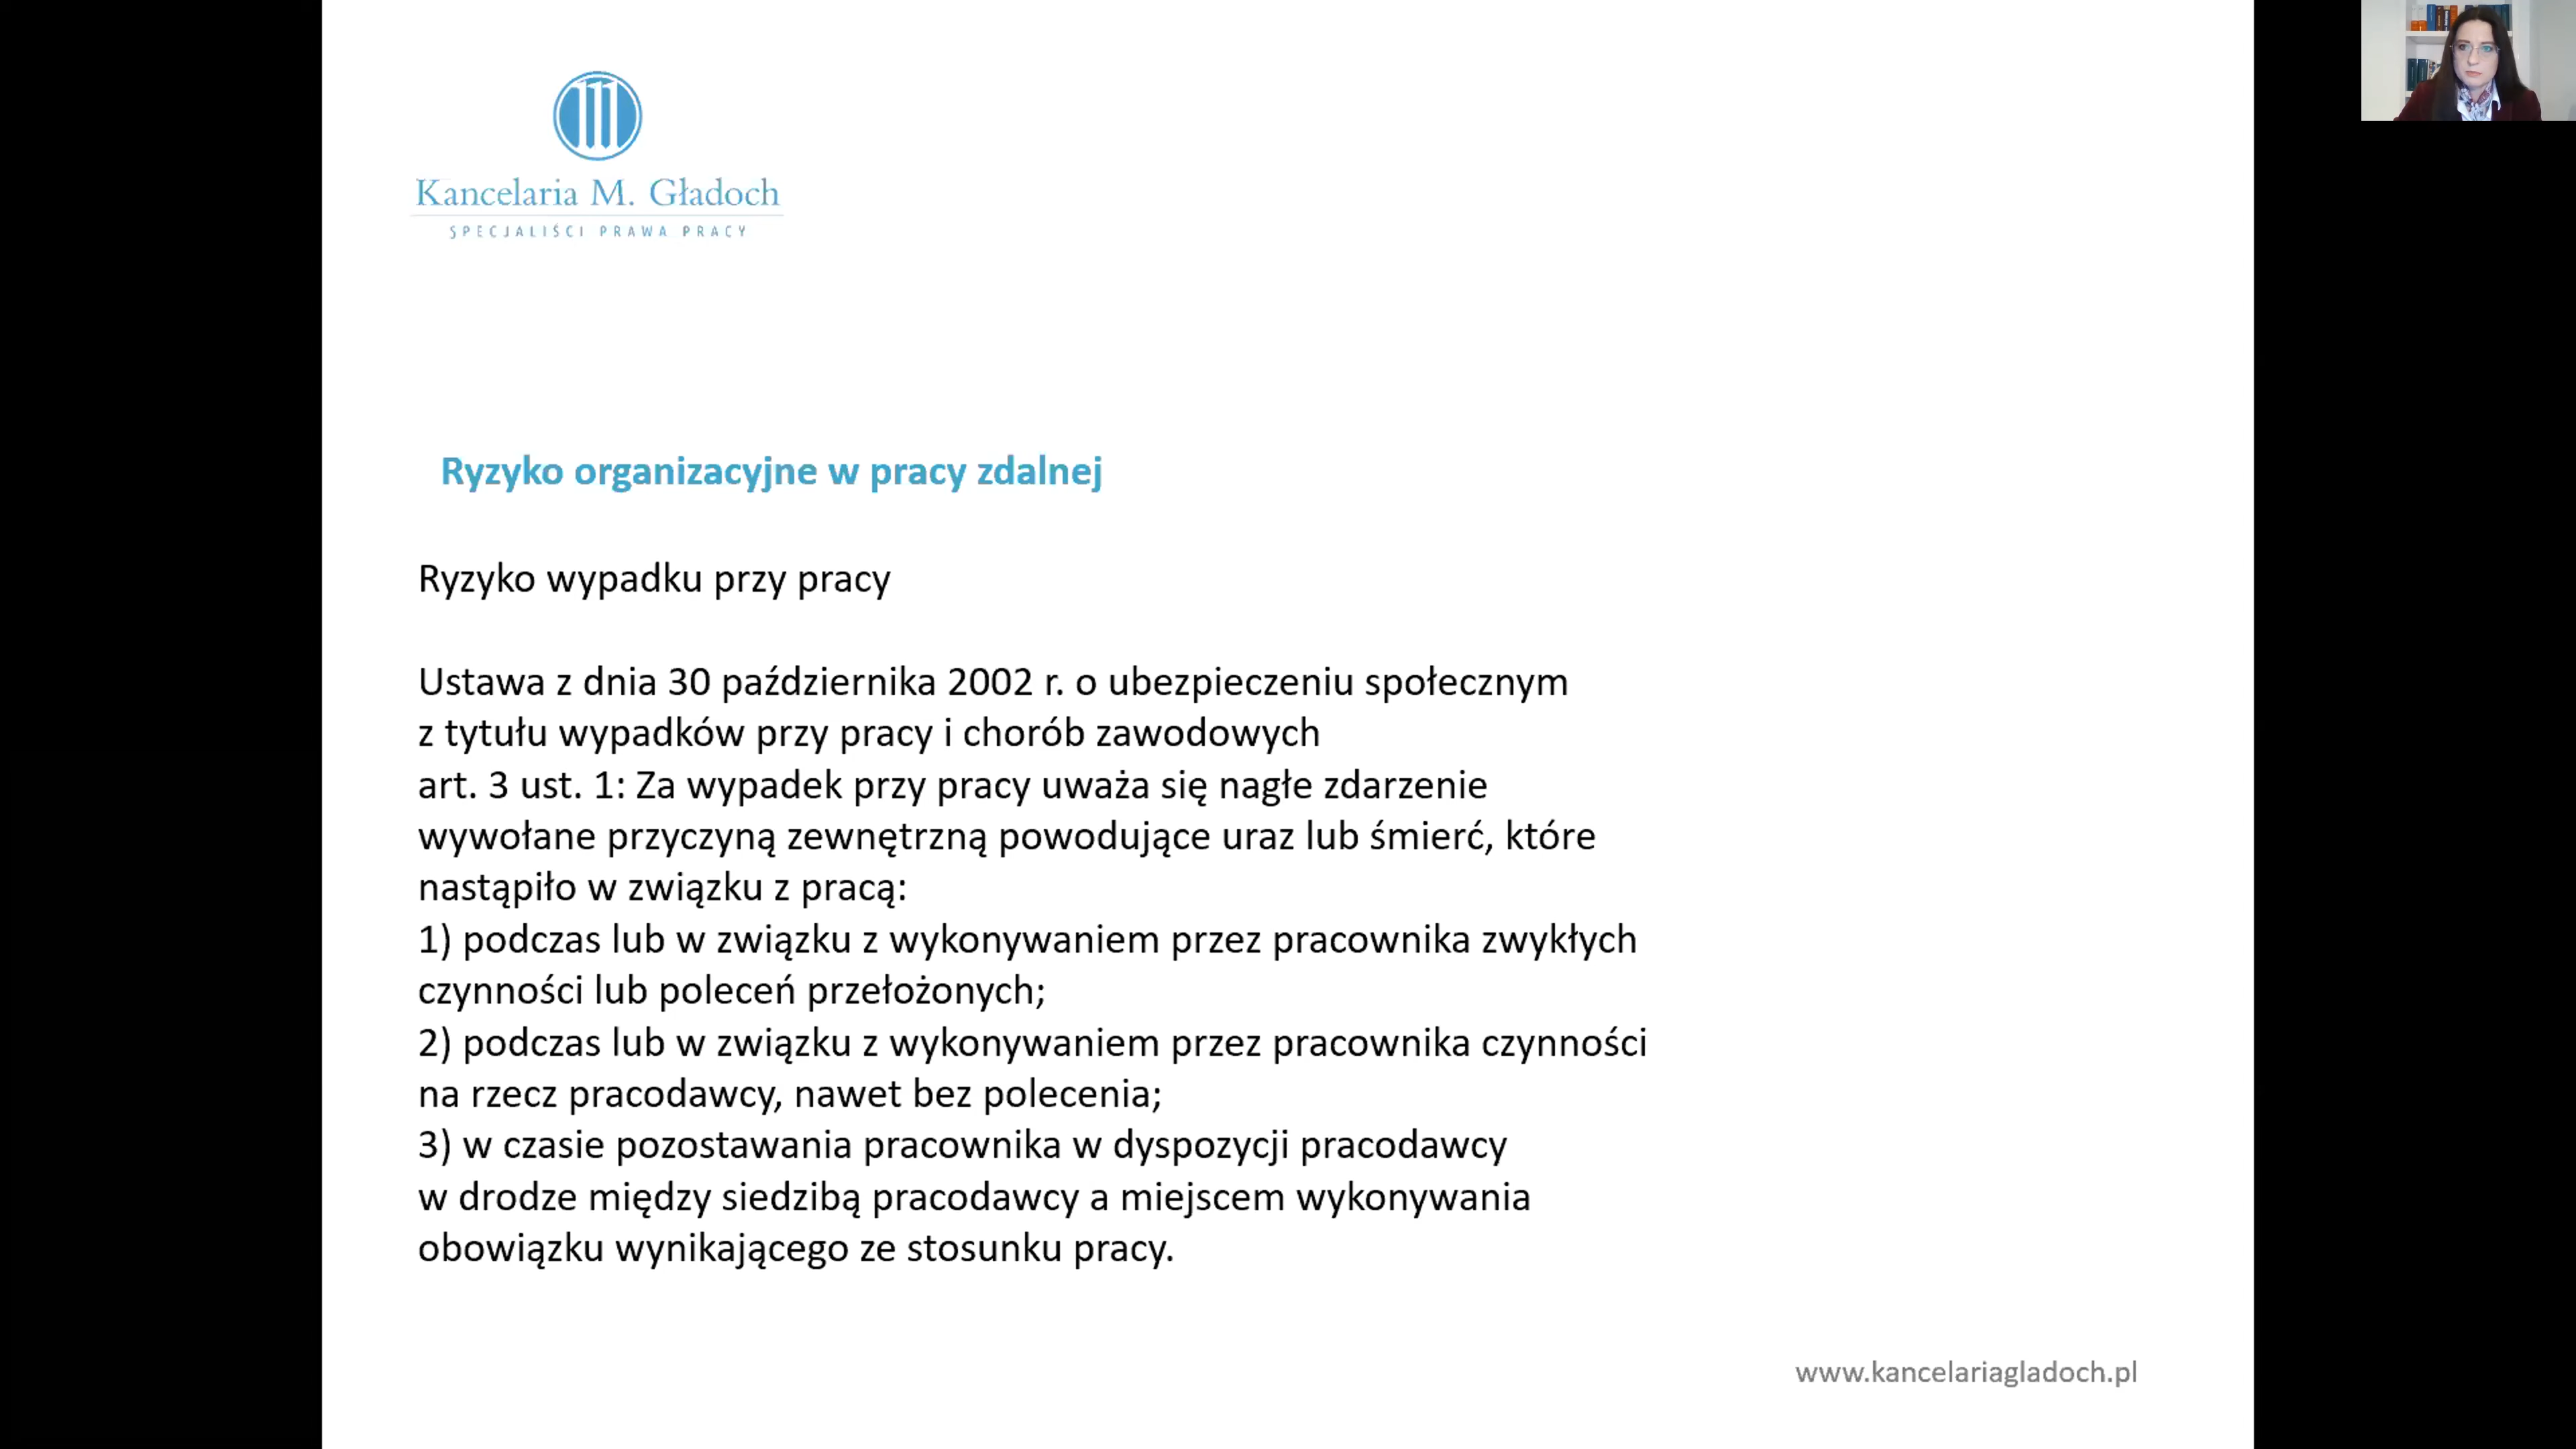 Kancelaria M. Gładoch
SPECJALIŚCI PRAWA PRACY
Ryzyko organizacyjne w pracy zdalnej
Ryzyko wypadku przy pracy
Ustawa z dnia 30 października 2002 r. o ubezpieczeniu społecznym
z tytułu wypadków przy pracy i chorób zawodowych
art. 3 ust. 1: Za wypadek przy pracy uważa się nagłe zdarzenie
wywołane przyczyną zewnętrzną powodujące uraz lub śmierć, które
nastąpiło w związku z pracą:
1) podczas lub w związku z wykonywaniem przez pracownika zwykłych
czynności lub poleceń przełożonych;
2) podczas lub w związku z wykonywaniem przez pracownika czynności
na rzecz pracodawcy, nawet bez polecenia;
3) w czasie pozostawania pracownika w dyspozycji pracodawcy
w drodze między siedzibą pracodawcy a miejscem wykonywania
obowiązku wynikającego ze stosunku pracy.
www.kancelariagladoch.pl